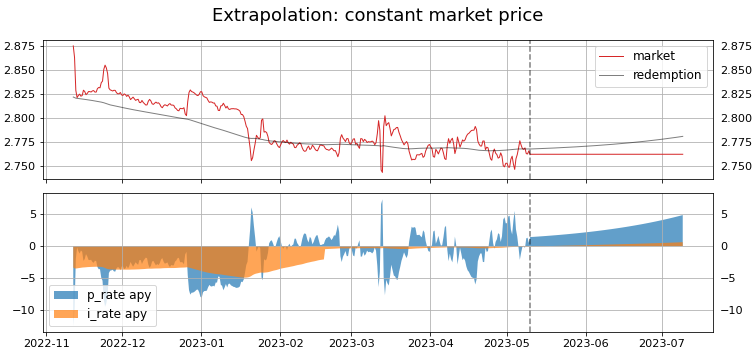 Extrapolation: constant market price
2.875 2.875
2.850 2.850
2.825 2.825
2.800 2.800
2.775 2.775
2.750 2.750
market
redemption
5 5
0 0
−5 −5
−10 −10
p_rate apy
i_rate apy
2022-11 2022-12 2023-01 2023-02 2023-03 2023-04 2023-05 2023-06 2023-07